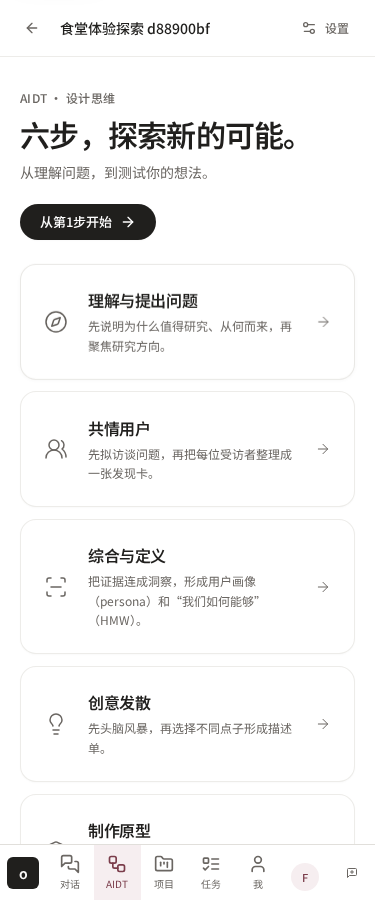 食堂体验探索 d88900bf
设置
AIDT • 设计思维
六步，探索新的可能。
从理解问题，到测试你的想法。
从第1步开始
理解与提出问题
先说明为什么值得研究、从何而来，再
聚焦研究方向。
共情用户
先拟访谈问题，再把每位受访者整理成
一张发现卡。
综合与定义
把证据连成洞察，形成用户画像
（persona）和“我们如何能够”
（HMW）。
创意发散
先头脑风暴，再选择不同点子形成描述
单。
制作原型
o
对话
AIDT
项目
任务
我
F